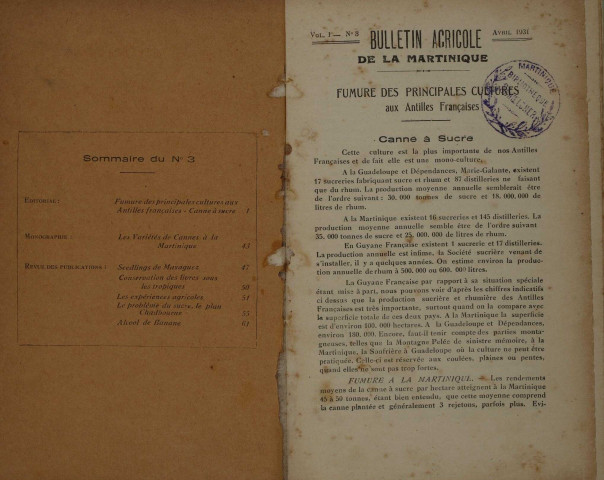 Sommaire du N° 3
EDITORIAL : Fumure des principales cultures aux
Antilles françaises - Canne à sucre 1
MONOGRAPHIE : Les Variétés de Cannes à la
Martinique 43
REVUE DES PUBLICATIONS : Seedlings de Mayaguez 47
Conservation des livres sous
les tropiques 50
Les expériences agricoles 51
Le problème du sucre, le plan
Chadbourne 55
Alcool de Banane 61
VOL. I — N° 3 BULLETIN AGRICOLE AVRIL 1931
DE LA MARTINIQUE
FUMURE DES PRINCIPALES CULTURES
aux Antilles Françaises
MARTINIQUE
BIBLIOTHEQUE
Canne à Sucre
Cette culture est la plus importante de nos Antilles
Françaises et de fait elle est une mono-culture.
A la Guadeloupe et Dépendances, Marie-Galante, existent
17 sucreries fabriquant sucre et rhum et 87 distilleries ne faisant
que du rhum. La production moyenne annuelle semblerait être
de l'ordre suivant : 30.000 tonnes de sucre et 18.000.000 de
litres de rhum.
A la Martinique existent 16 sucreries et 145 distilleries. La
production moyenne annuelle semble être de l'ordre suivant
35.000 tonnes de sucre et 25.000.000 de litres de rhum.
En Guyane Française existent 1 sucrerie et 17 distilleries.
La production annuelle est infime, la Société sucrière venant de
s'installer, il y a quelques années. On estime environ la produc-
tion annuelle de rhum à 500.000 ou 600.000 litres.
La Guyane Française par rapport à sa situation spéciale
étant mise à part, nous pouvons voir d'après les chiffres indiqués
ci dessus que la production sucrière et rhumière des Antilles
Françaises est très importante, surtout quand on la compare avec
la superficie totale de ces deux pays. A la Martinique la superficie
est d'environ 100.000 hectares. A la Guadeloupe et Dépendances,
environ 180.000. Encore, faut-il tenir compte des parties monta-
gneuses, telles que la Montagne Pelée de sinistre mémoire, à la
Martinique, la Soufrière à Guadeloupe où la culture ne peut être
pratiquée. Celle-ci est réservée aux coulées, plaines ou pentes,
quand elles ne sont pas trop fortes.
FUMURE A LA MARTINIQUE. — Les rendements
moyens de la canne à sucre par hectare atteignent à la Martinique
45 à 50 tonnes, étant bien entendu, que cette moyenne comprend
la canne plantée et généralement 3 rejetons, parfois plus. Evi-